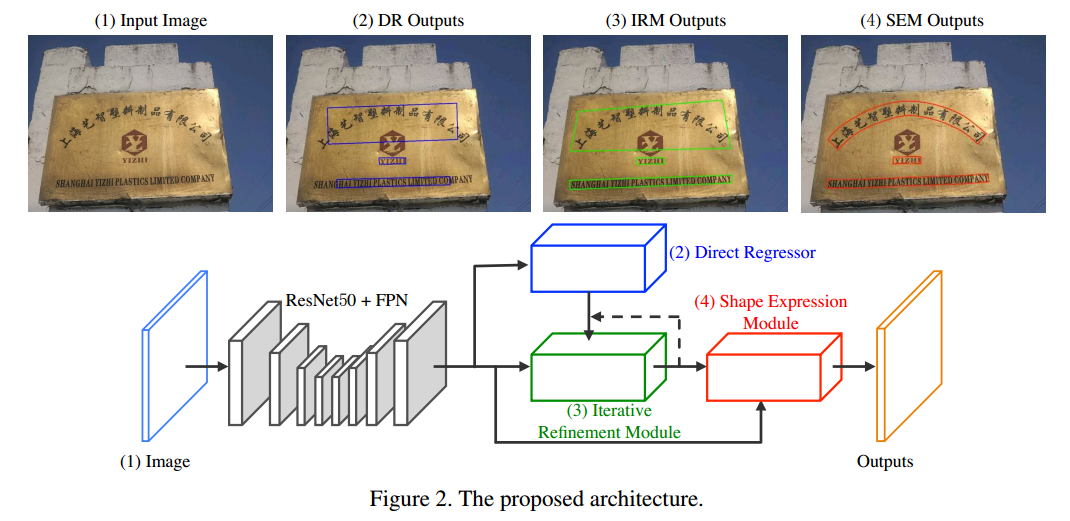 (1) Input Image
(2) DR Outputs
(3) IRM Outputs
(4) SEM Outputs
上海艺智塑料制品有限公司
YIZHI
SHANGHAI YIZHI PLASTICS LIMITED COMPANY
上海艺智塑料制品有限公司
YIZHI
SHANGHAI YIZHI PLASTICS LIMITED COMPANY
上海艺智塑料制品有限公司
YIZHI
SHANGHAI YIZHI PLASTICS LIMITED COMPANY
上海艺智塑料制品有限公司
YIZHI
SHANGHAI YIZHI PLASTICS LIMITED COMPANY
(2) Direct Regressor
ResNet50 + FPN
(4) Shape Expression
Module
(3) Iterative
Refinement Module
(1) Image
Outputs
Figure 2. The proposed architecture.